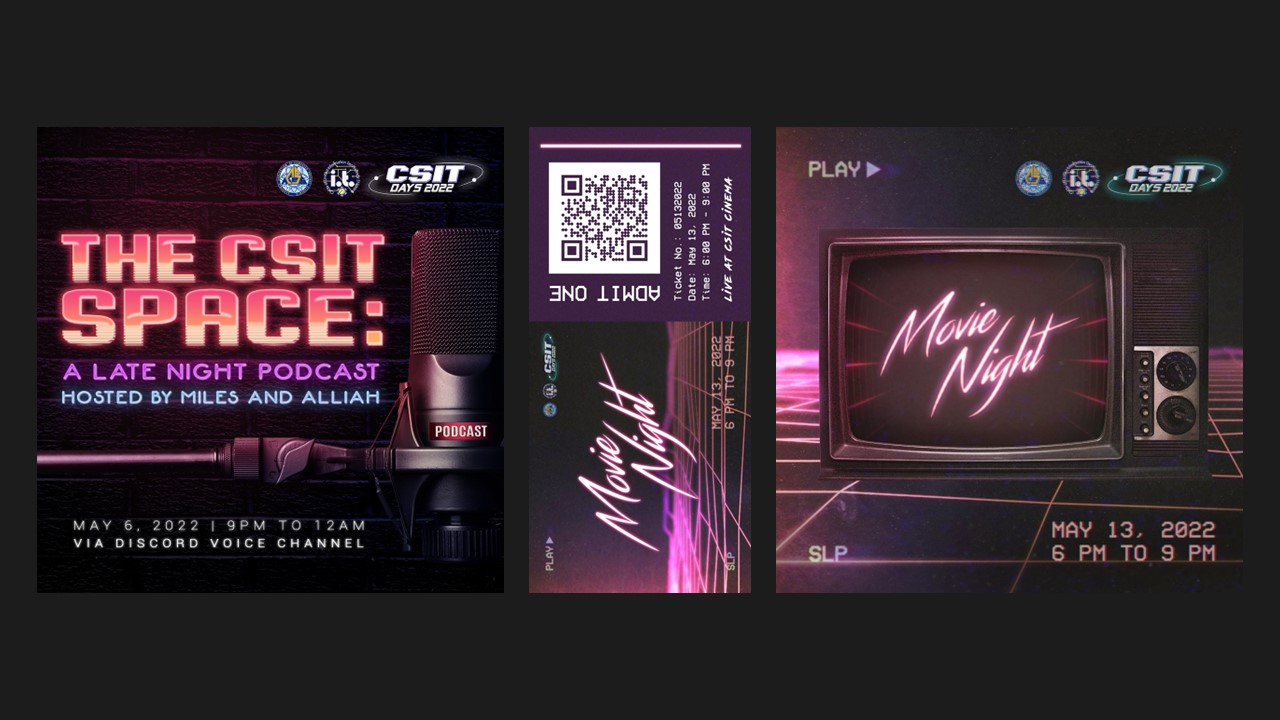 CSIT
DAYS 2022
THE CSIT
SPACE:
A LATE NIGHT PODCAST
HOSTED BY MILES AND ALLIAH
PODCAST
MAY 6, 2022 | 9PM TO 12AM
VIA DISCORD VOICE CHANNEL
ADMIT ONE
Ticket No.: 05132022
Date: May 13, 2022
Time: 6:00 PM - 9:00 PM
LIVE AT CSIT CINEMA
PLAY
CSIT
Movie
Night
SLP
MAY 13, 2022
6 PM TO 9 PM
PLAY
i.t.
CSIT
DAYS 2022
Movie
Night
SLP
MAY 13, 2022
6 PM TO 9 PM